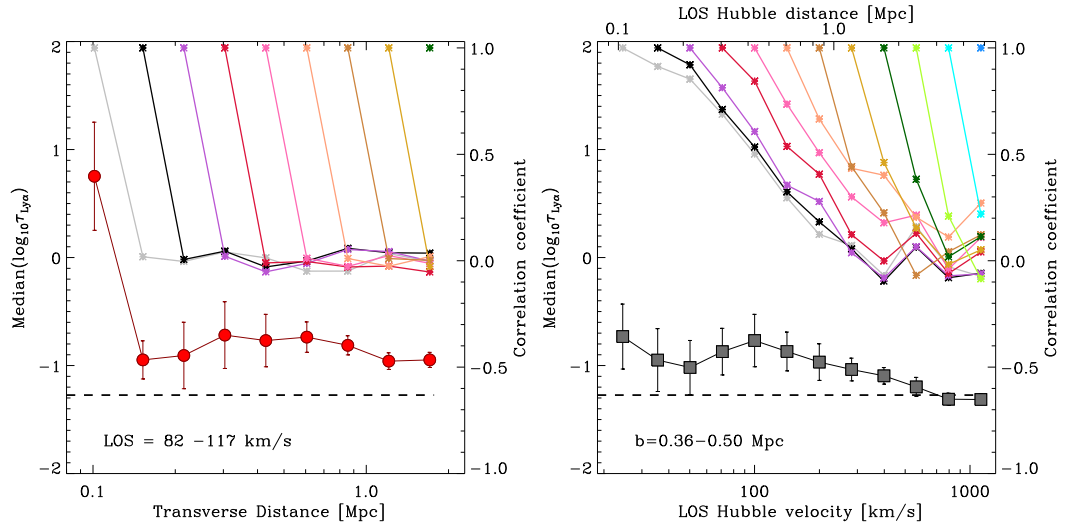 LOS Hubble distance [Mpc]
0.1 1.0
2 1.0 2 1.0
1 0.5 1 0.5
0 0.0 0 0.0
−1 −0.5 −1 −0.5
−2 −1.0 −2 −1.0
Median(log₁₀τLyα)
Correlation coefficient
Median(log₁₀τLyα)
Correlation coefficient
LOS = 82 −117 km/s
b=0.36−0.50 Mpc
0.1 1.0
100 1000
Transverse Distance [Mpc]
LOS Hubble velocity [km/s]